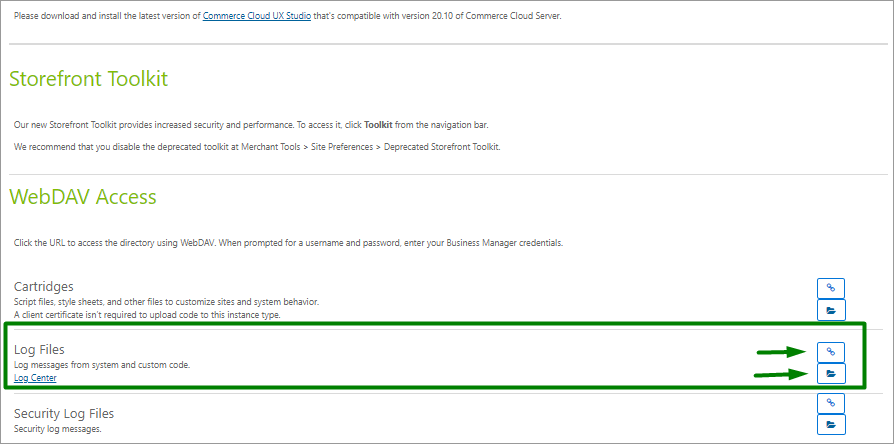 Please download and install the latest version of Commerce Cloud UX Studio that's compatible with version 20.10 of Commerce Cloud Server.
Storefront Toolkit
Our new Storefront Toolkit provides increased security and performance. To access it, click Toolkit from the navigation bar.
We recommend that you disable the deprecated toolkit at Merchant Tools > Site Preferences > Deprecated Storefront Toolkit.
WebDAV Access
Click the URL to access the directory using WebDAV. When prompted for a username and password, enter your Business Manager credentials.
Cartridges
Script files, style sheets, and other files to customize sites and system behavior.
A client certificate isn't required to upload code to this instance type.
Log Files
Log messages from system and custom code.
Log Center
Security Log Files
Security log messages.